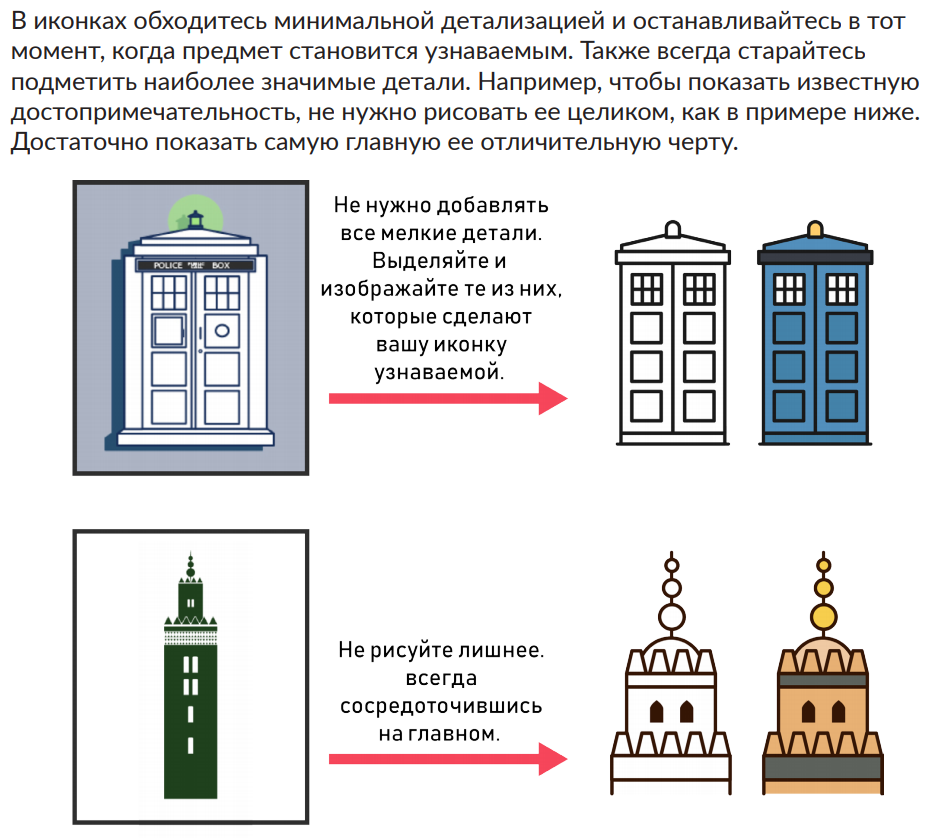 В иконках обходитесь минимальной детализацией и останавливайтесь в тот
момент, когда предмет становится узнаваемым. Также всегда старайтесь
подметить наиболее значимые детали. Например, чтобы показать известную
достопримечательность, не нужно рисовать ее целиком, как в примере ниже.
Достаточно показать самую главную ее отличительную черту.
Не нужно добавлять
все мелкие детали.
Выделяйте и
изображайте те из них,
которые сделают
вашу иконку
узнаваемой.
POLICE BOX
Не рисуйте лишнее.
всегда
сосредоточившись
на главном.